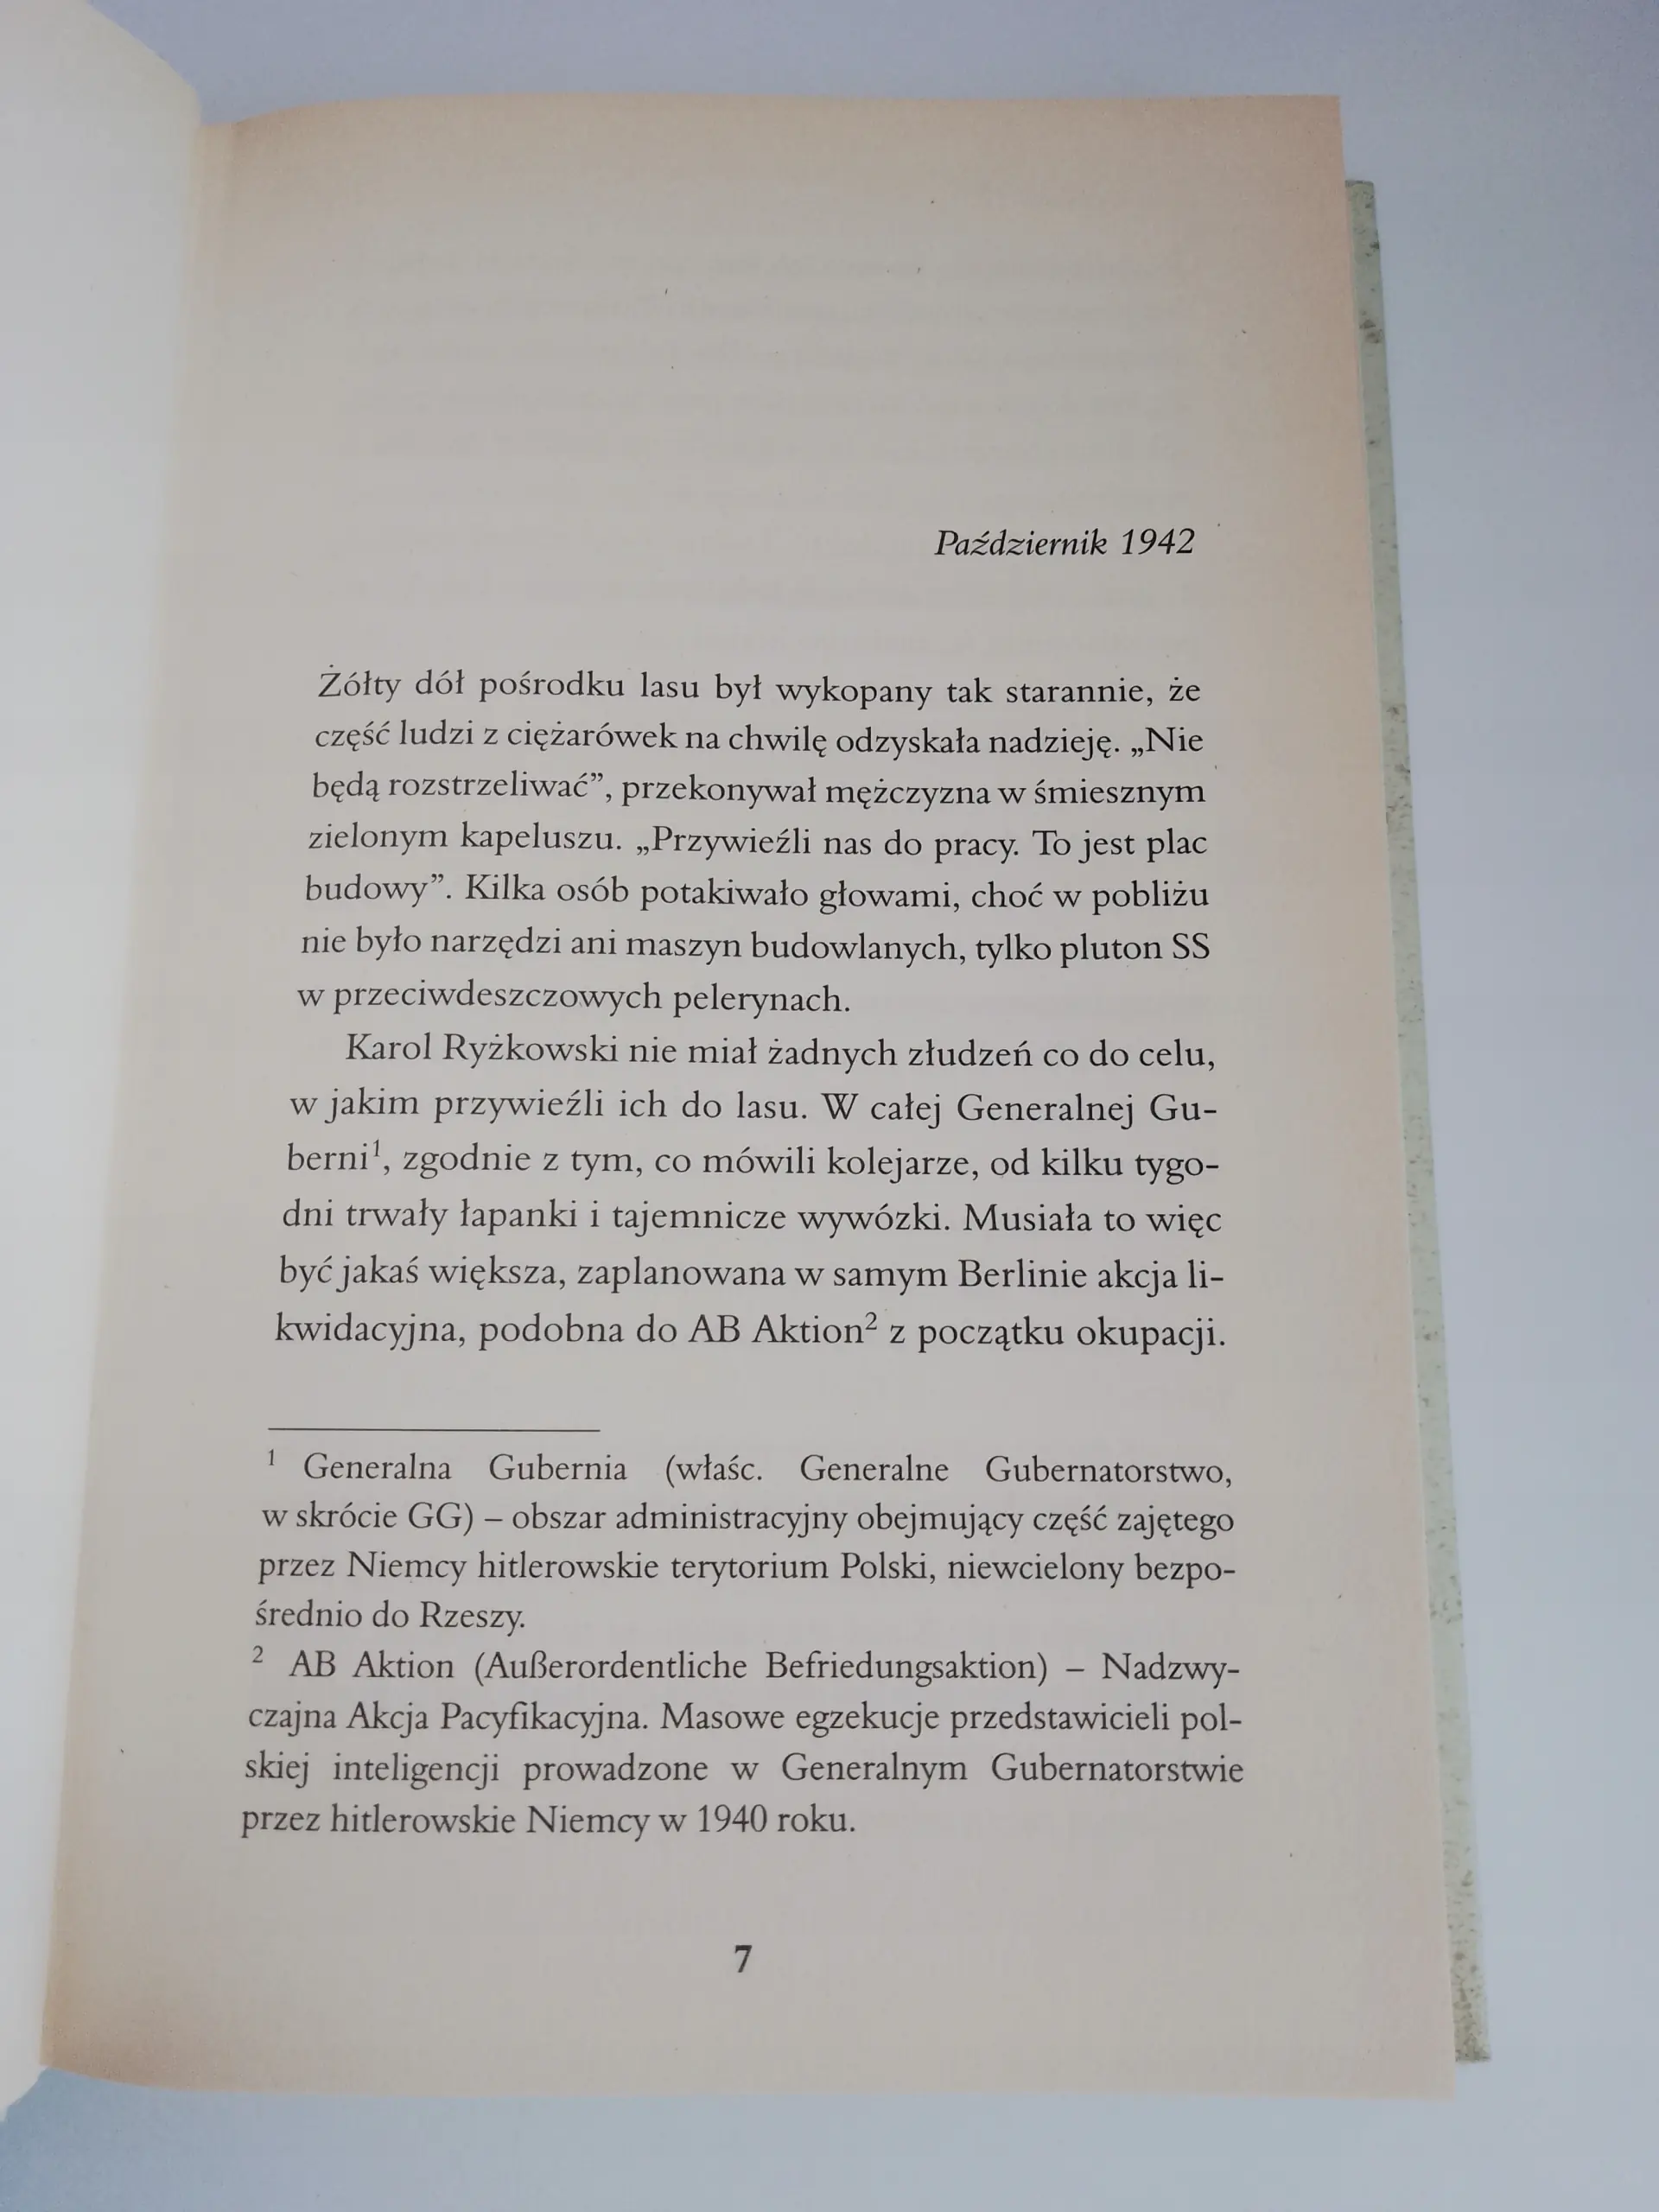 Październik 1942
Żółty dół pośrodku lasu był wykopany tak starannie, że
część ludzi z ciężarówek na chwilę odzyskała nadzieję. „Nie
będą rozstrzeliwać”, przekonywał mężczyzna w śmiesznym
zielonym kapeluszu. „Przywieźli nas do pracy. To jest plac
budowy”. Kilka osób potakiwało głowami, choć w pobliżu
nie było narzędzi ani maszyn budowlanych, tylko pluton SS
w przeciwdeszczowych pelerynach.
Karol Ryżkowski nie miał żadnych złudzeń co do celu,
w jakim przywieźli ich do lasu. W całej Generalnej Gu-
berni¹, zgodnie z tym, co mówili kolejarze, od kilku tygo-
dni trwały łapanki i tajemnicze wywózki. Musiała to więc
być jakaś większa, zaplanowana w samym Berlinie akcja li-
kwidacyjna, podobna do AB Aktion² z początku okupacji.
¹ Generalna Gubernia (właśc. Generalne Gubernatorstwo,
w skrócie GG) – obszar administracyjny obejmujący część zajętego
przez Niemcy hitlerowskie terytorium Polski, niewcielony bezpo-
średnio do Rzeszy.
² AB Aktion (Außerordentliche Befriedungsaktion) – Nadzwy-
czajna Akcja Pacyfikacyjna. Masowe egzekucje przedstawicieli pol-
skiej inteligencji prowadzone w Generalnym Gubernatorstwie
przez hitlerowskie Niemcy w 1940 roku.
7